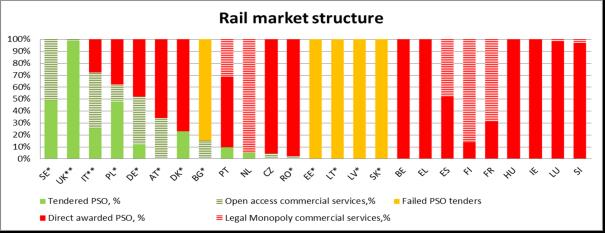 Rail market structure
100%
90%
80%
70%
60%
50%
40%
30%
20%
10%
0%
SE* UK** IT** PL* DE* AT* DK* BG* PT NL CZ RO* EE* LT* LV* SK* BE EL ES FI FR HU IE LU SI
Tendered PSO, % Open access commercial services,% Failed PSO tenders
Direct awarded PSO, % Legal Monopoly commercial services,%